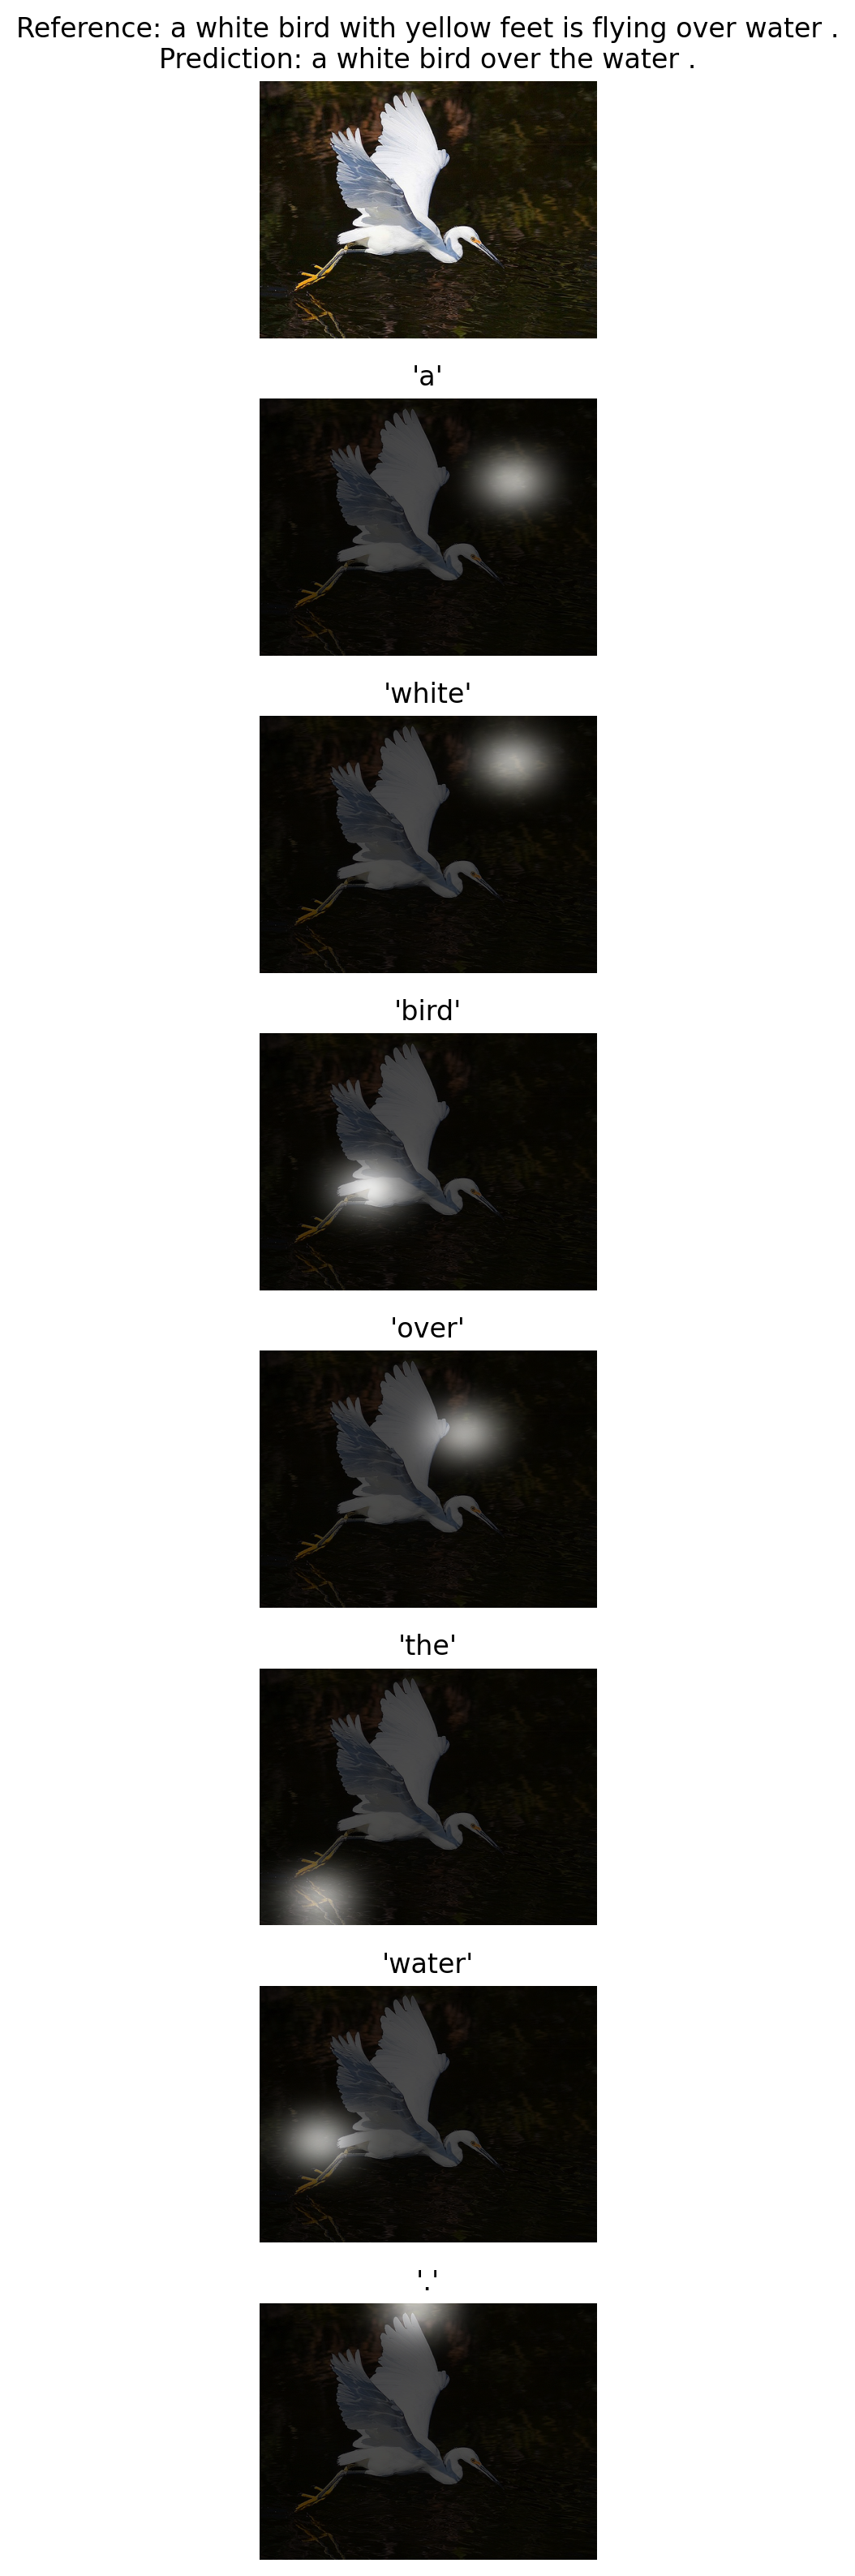 Reference: a white bird with yellow feet is flying over water .
Prediction: a white bird over the water .
'a'
'white'
'bird'
'over'
'the'
'water'
'.'